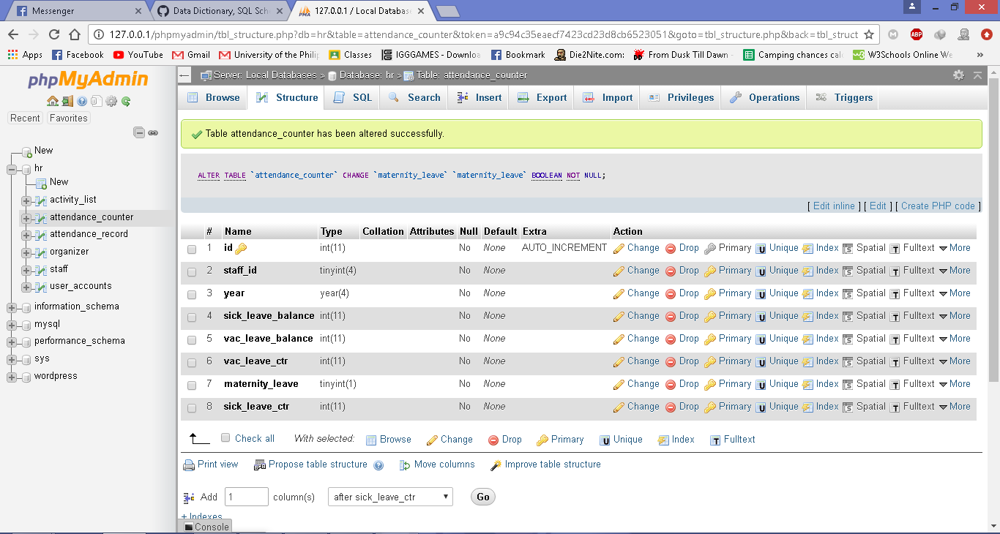 Messenger
Data Dictionary, SQL Sch
127.0.0.1 / Local Databas
127.0.0.1/phpmyadmin/tbl_structure.php?db=hr&table=attendance_counter&token=a9c94c35eaecf7423cd23d8cb6523051&goto=tbl_structure.php&back=tbl_struct
Apps Facebook YouTube Gmail University of the Philip Classes IGGGAMES - Downloa Bookmark Die2Nite.com: From Dusk Till Dawn - Camping chances calc W3Schools Online We »
phpMyAdmin
Recent Favorites
New
hr
New
activity_list
attendance_counter
attendance_record
organizer
staff
user_accounts
information_schema
mysql
performance_schema
sys
wordpress
Server: Local Databases » Database: hr » Table: attendance_counter
Browse Structure SQL Search Insert Export Import Privileges Operations Triggers
Table attendance_counter has been altered successfully.
ALTER TABLE `attendance_counter` CHANGE `maternity_leave` `maternity_leave` BOOLEAN NOT NULL;
[ Edit inline ] [ Edit ] [ Create PHP code ]
# Name Type Collation Attributes Null Default Extra Action
1 id int(11) No None AUTO_INCREMENT Change Drop Primary Unique Index Spatial Fulltext More
2 staff_id tinyint(4) No None Change Drop Primary Unique Index Spatial Fulltext More
3 year year(4) No None Change Drop Primary Unique Index Spatial Fulltext More
4 sick_leave_balance int(11) No None Change Drop Primary Unique Index Spatial Fulltext More
5 vac_leave_balance int(11) No None Change Drop Primary Unique Index Spatial Fulltext More
6 vac_leave_ctr int(11) No None Change Drop Primary Unique Index Spatial Fulltext More
7 maternity_leave tinyint(1) No None Change Drop Primary Unique Index Spatial Fulltext More
8 sick_leave_ctr int(11) No None Change Drop Primary Unique Index Spatial Fulltext More
Check all With selected: Browse Change Drop Primary Unique Index Fulltext
Print view Propose table structure Move columns Improve table structure
Add 1 column(s) after sick_leave_ctr Go
+ Indexes
Console